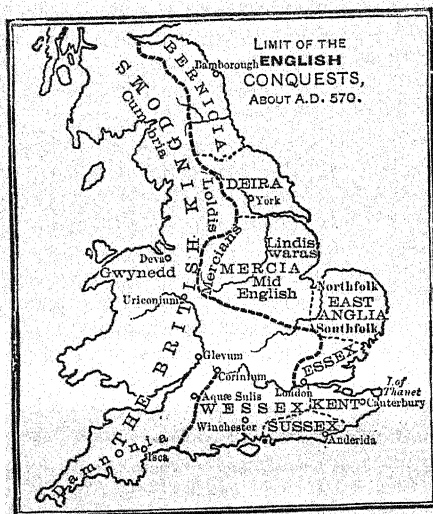 LIMIT OF THE
ENGLISH
CONQUESTS,
ABOUT A.D. 570.
BERNICIA
Bamborough
THE BRITISH KINGDOMS
Cumbria
Loidis
DEIRA
York
Lindis
waras
Deva
Gwynedd
Mercians
MERCIA
Mid
English
Uriconium
Northfolk
EAST
ANGLIA
Southfolk
ESSEX
Glevum
Corinium
London
I. of
Thanet
Aquæ Sulis
WESSEX
KENT
Canterbury
Winchester
SUSSEX
Anderida
Isca
Damnonia